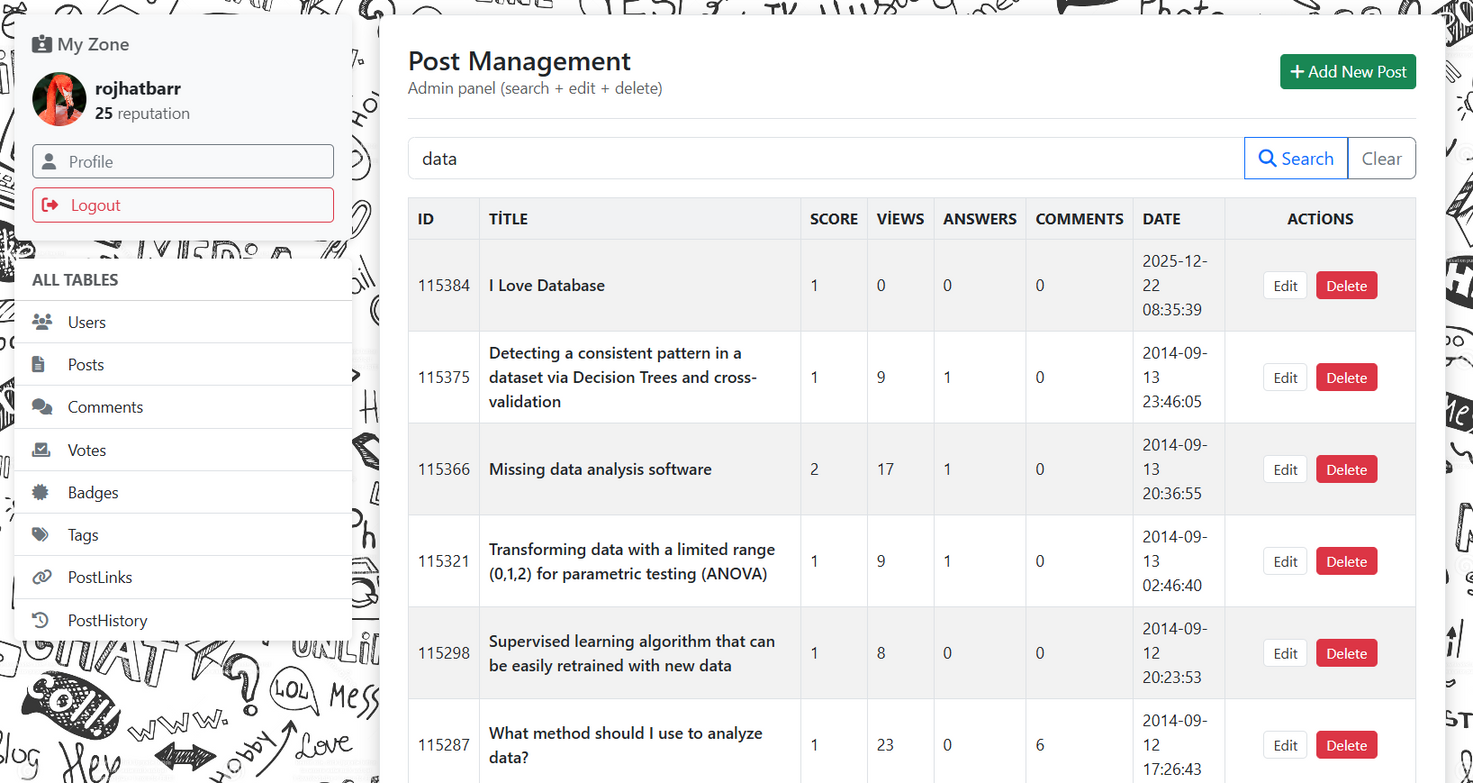 My Zone
rojhatbarr
25 reputation
Profile
Logout
ALL TABLES
Users
Posts
Comments
Votes
Badges
Tags
PostLinks
PostHistory
Post Management
Admin panel (search + edit + delete)
+ Add New Post
data
Search
Clear
ID TİTLE SCORE VİEWS ANSWERS COMMENTS DATE ACTİONS
115384 I Love Database 1 0 0 0 2025-12-
22
08:35:39
Edit Delete
115375 Detecting a consistent pattern in a
dataset via Decision Trees and cross-
validation
1 9 1 0 2014-09-
13
23:46:05
Edit Delete
115366 Missing data analysis software 2 17 1 0 2014-09-
13
20:36:55
Edit Delete
115321 Transforming data with a limited range
(0,1,2) for parametric testing (ANOVA)
1 9 1 0 2014-09-
13
02:46:40
Edit Delete
115298 Supervised learning algorithm that can
be easily retrained with new data
1 8 0 0 2014-09-
12
20:23:53
Edit Delete
115287 What method should I use to analyze
data?
1 23 0 6 2014-09-
12
17:26:43
Edit Delete
CHAT
LOL
Mess
www.
Hey
Love